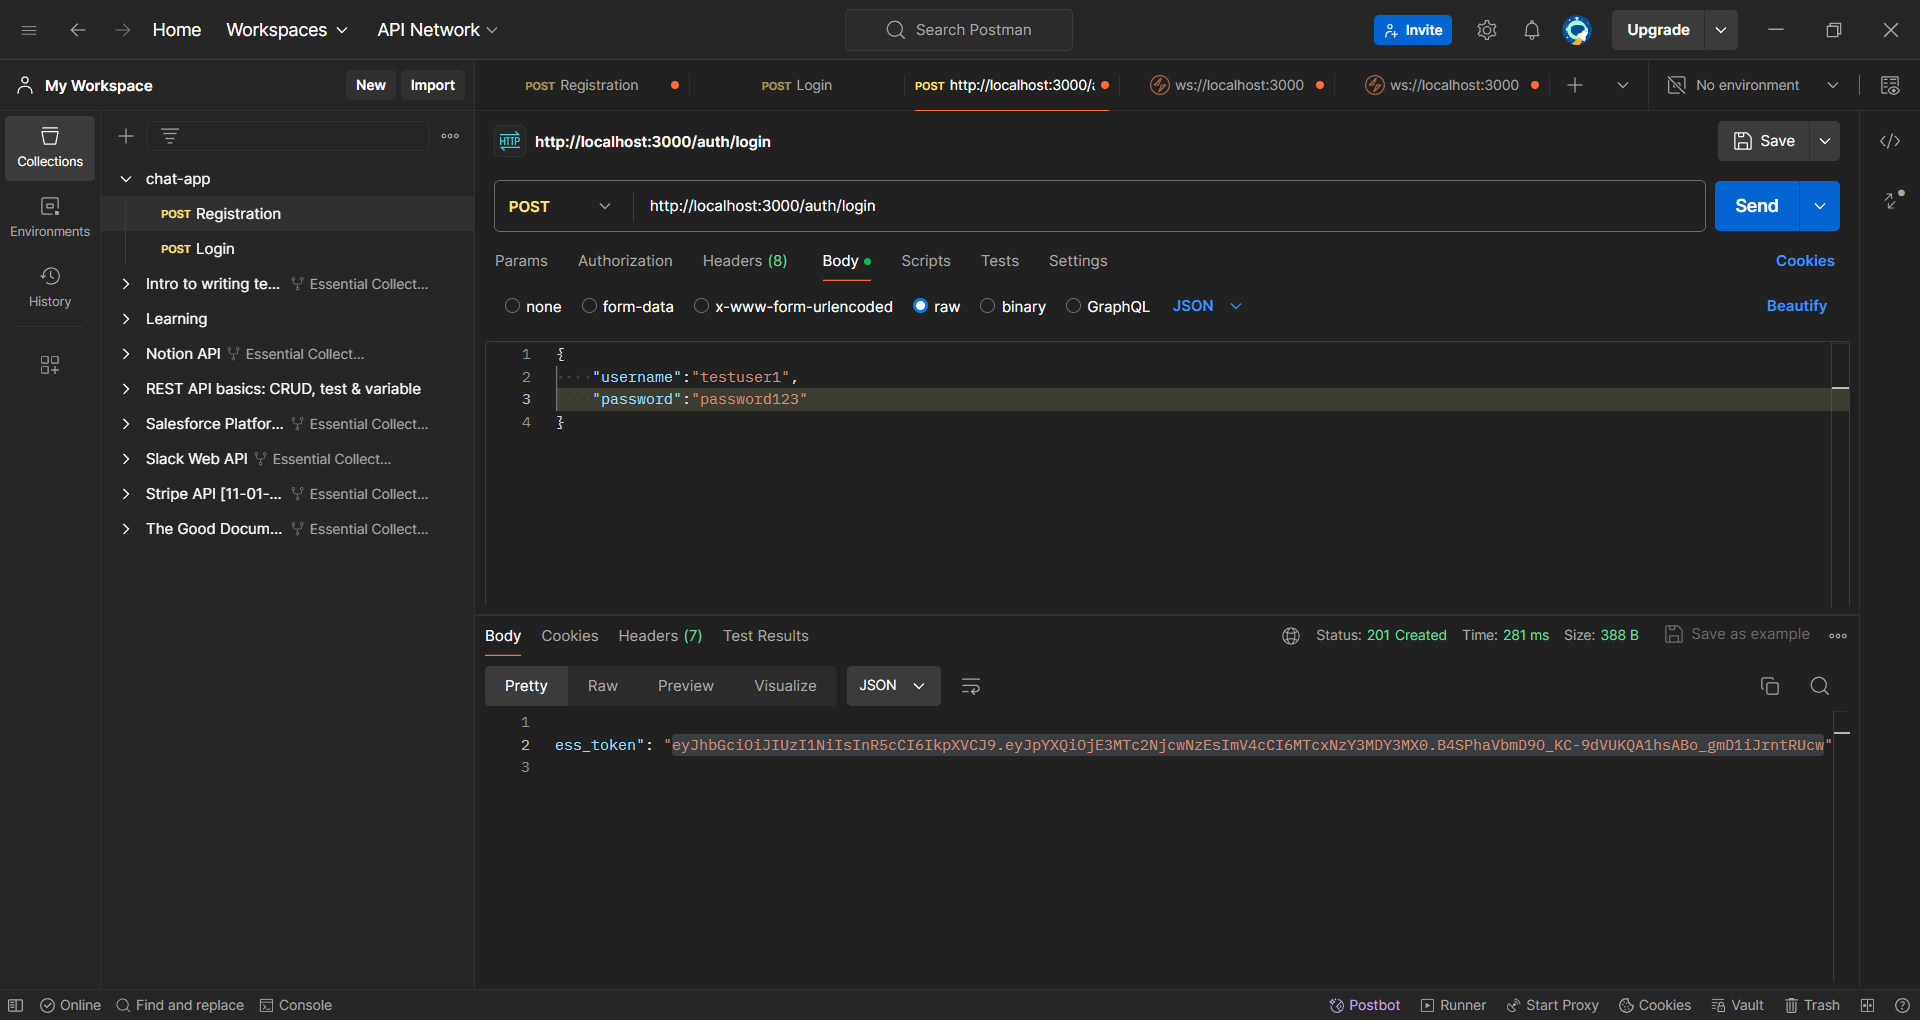 Home Workspaces API Network Search Postman Invite Upgrade
My Workspace New Import POST Registration POST Login POST http://localhost:3000/a ws://localhost:3000 ws://localhost:3000 No environment
Collections
Environments
History
chat-app
POST Registration
POST Login
Intro to writing te... Essential Collect...
Learning
Notion API Essential Collect...
REST API basics: CRUD, test & variable
Salesforce Platfor... Essential Collect...
Slack Web API Essential Collect...
Stripe API [11-01-... Essential Collect...
The Good Docum... Essential Collect...
HTTP http://localhost:3000/auth/login Save
POST http://localhost:3000/auth/login Send
Params Authorization Headers (8) Body Scripts Tests Settings Cookies
none form-data x-www-form-urlencoded raw binary GraphQL JSON Beautify
1 {
2 "username":"testuser1",
3 "password":"password123"
4 }
Body Cookies Headers (7) Test Results Status: 201 Created Time: 281 ms Size: 388 B Save as example
Pretty Raw Preview Visualize JSON
1
2 ess_token": "eyJhbGciOiJIUzI1NiIsInR5cCI6IkpXVCJ9.eyJpYXQiOjE3MTc2NjcwNzEsImV4cCI6MTcxNzY3MDY3MX0.B4SPhaVbmD9O_KC-9dVUKQA1hsABo_gmD1iJrntRUcw"
3
Online Find and replace Console Postbot Runner Start Proxy Cookies Vault Trash